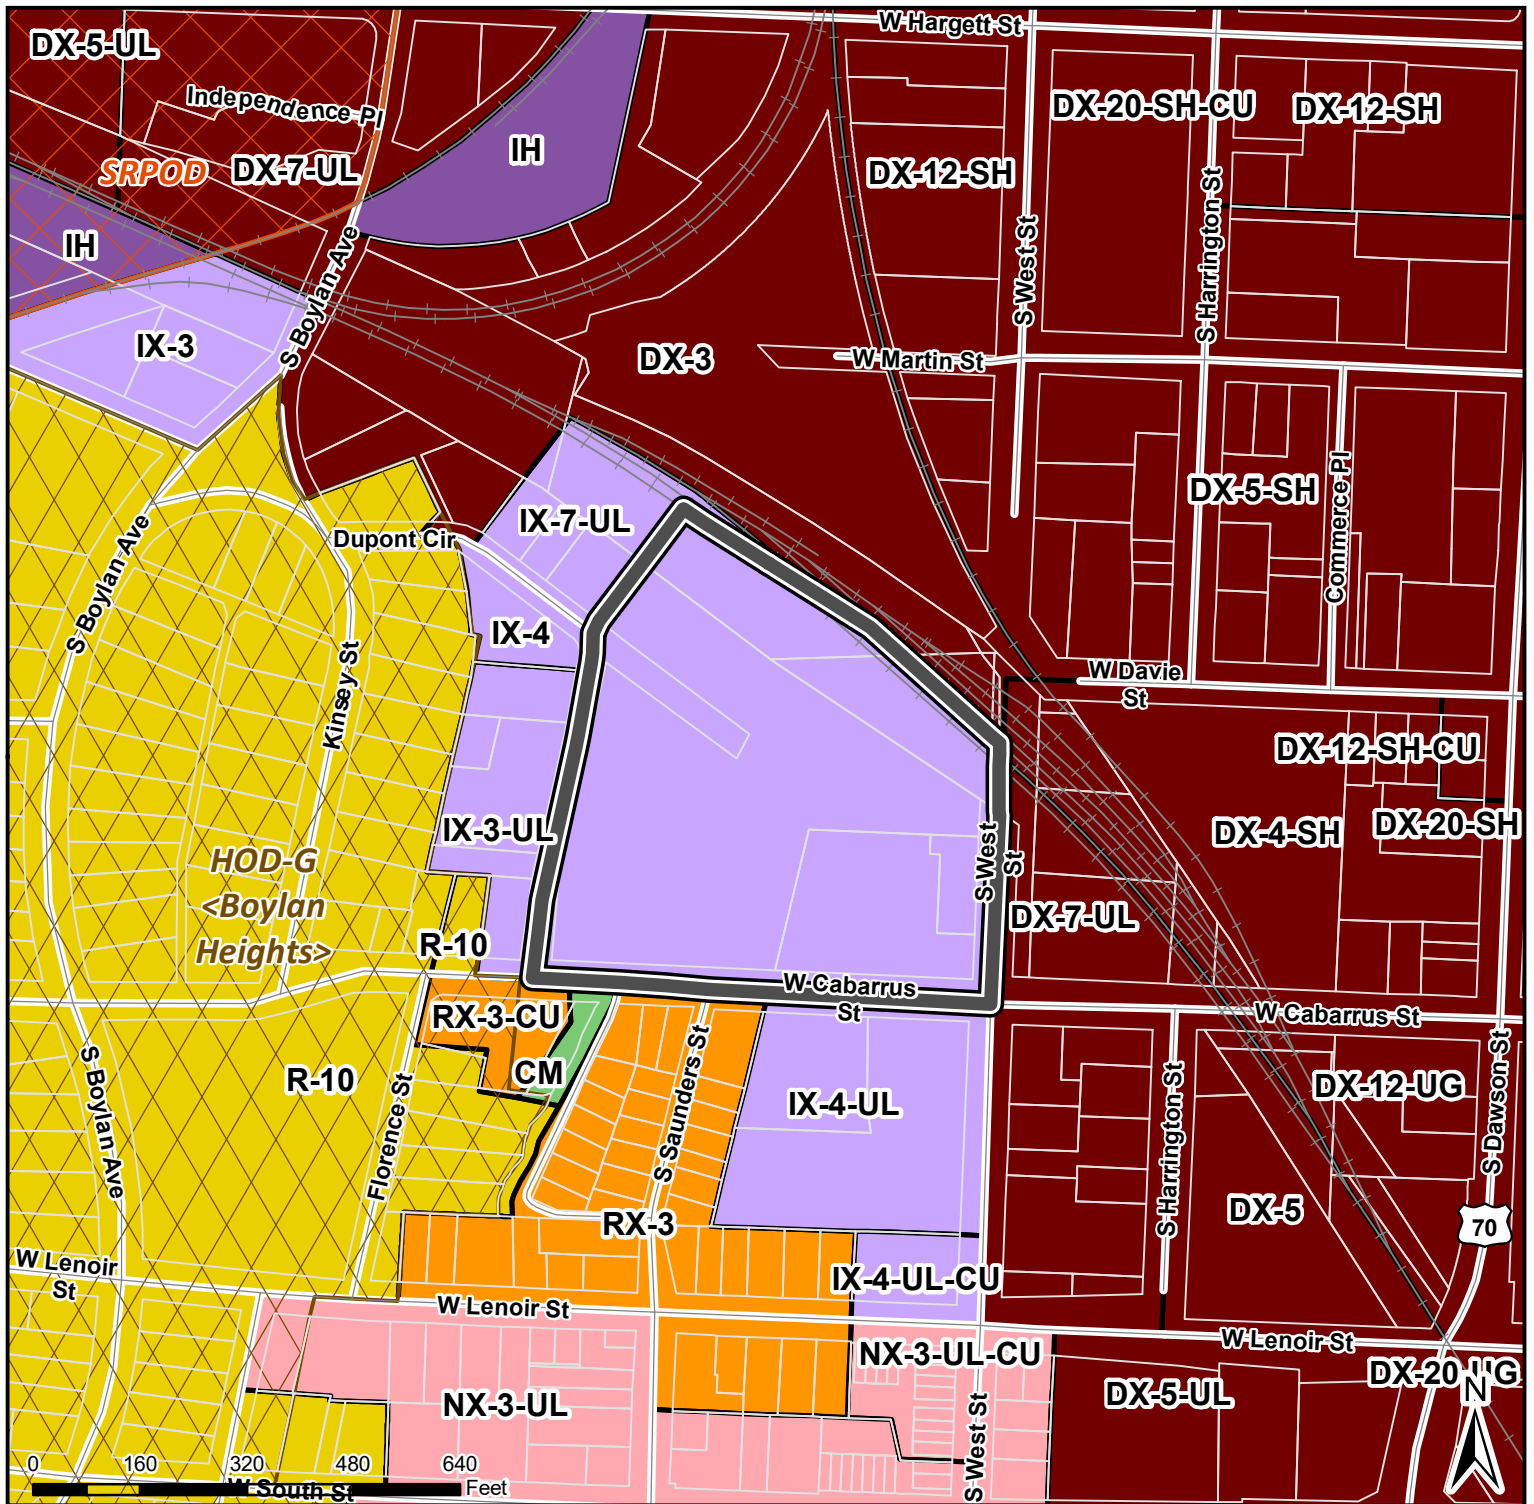 W Hargett St
DX-5-UL
Independence Pl
DX-20-SH-CU
DX-12-SH
IH
SRPOD
DX-7-UL
DX-12-SH
S Harrington St
IH
S Boylan Ave
S West St
IX-3
DX-3
W Martin St
DX-5-SH
Commerce Pl
IX-7-UL
Dupont Cir
S Boylan Ave
IX-4
Kinsey St
W Davie
St
DX-12-SH-CU
IX-3-UL
DX-4-SH
DX-20-SH
HOD-G
<Boylan
Heights>
S West
St
DX-7-UL
R-10
W Cabarrus
St
W Cabarrus St
RX-3-CU
CM
R-10
S Boylan Ave
Florence St
S Saunders St
IX-4-UL
DX-12-UG
S Dawson St
S Harrington St
DX-5
RX-3
70
W Lenoir
St
IX-4-UL-CU
W Lenoir St
W Lenoir St
NX-3-UL-CU
DX-20-UG
DX-5-UL
NX-3-UL
N
S West St
0 160 320 480 640
Feet
W South St